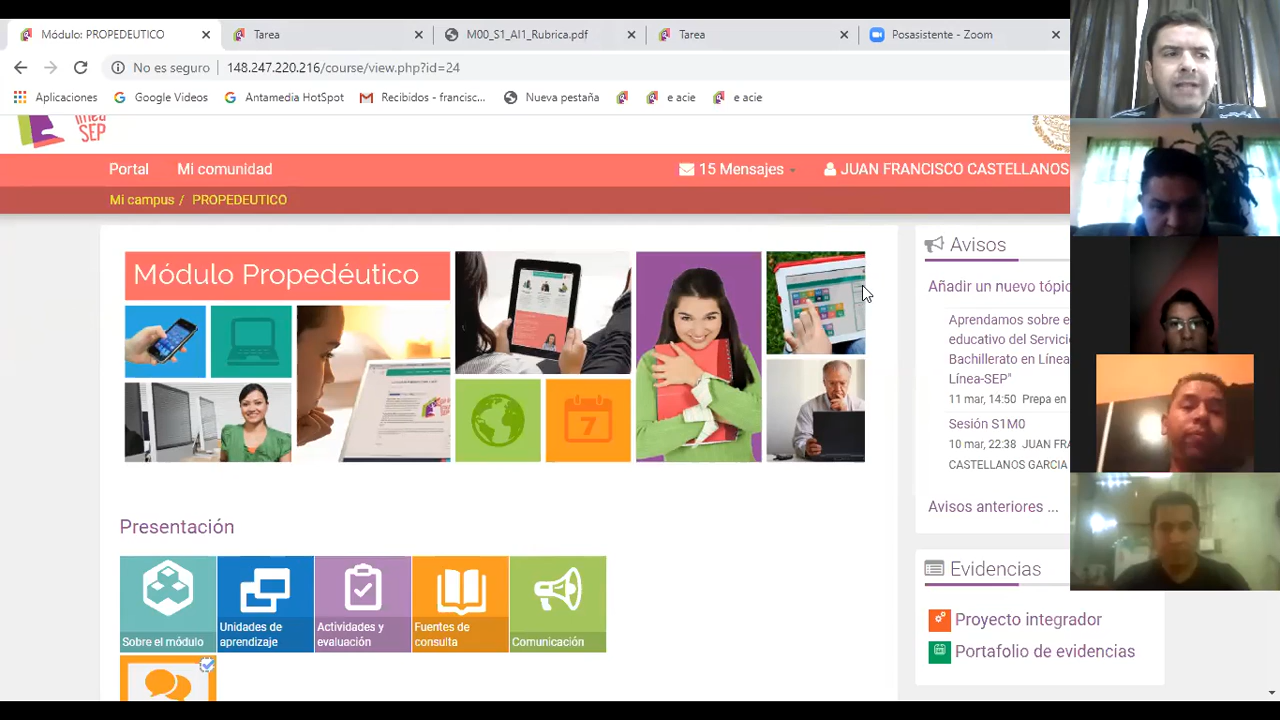 Módulo: PROPEDEUTICO
Tarea
M00_S1_AI1_Rubrica.pdf
Tarea
Posasistente - Zoom
No es seguro
148.247.220.216/course/view.php?id=24
Aplicaciones
Google Videos
Antamedia HotSpot
Recibidos - francisc...
Nueva pestaña
e acie
e acie
línea
SEP
Portal
Mi comunidad
15 Mensajes
JUAN FRANCISCO CASTELLANOS
Mi campus / PROPEDEUTICO
Módulo Propedéutico
7
Avisos
Añadir un nuevo tópic
Aprendamos sobre e
educativo del Servici
Bachillerato en Línea
Línea-SEP"
11 mar, 14:50 Prepa en
Sesión S1M0
10 mar, 22:38 JUAN FRA
CASTELLANOS GARCIA
Avisos anteriores ...
Presentación
Sobre el módulo
Unidades de
aprendizaje
Actividades y
evaluación
Fuentes de
consulta
Comunicación
Evidencias
Proyecto integrador
Portafolio de evidencias